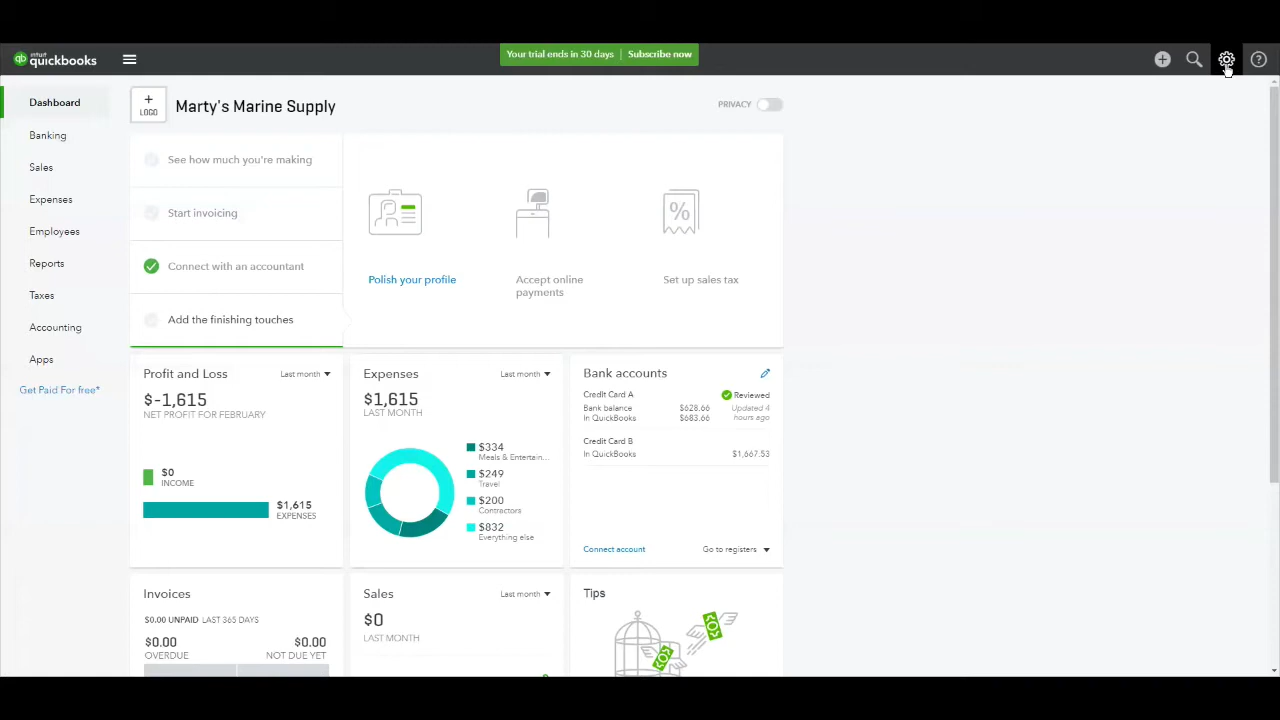 intuit
quickbooks
Your trial ends in 30 days | Subscribe now
Dashboard
Banking
Sales
Expenses
Employees
Reports
Taxes
Accounting
Apps
Get Paid For free*
+
LOGO
Marty's Marine Supply
PRIVACY
See how much you're making
Start invoicing
Connect with an accountant
Add the finishing touches
%
Polish your profile
Accept online
payments
Set up sales tax
Profit and Loss
Last month
$-1,615
NET PROFIT FOR FEBRUARY
$0
INCOME
$1,615
EXPENSES
Expenses
Last month
$1,615
LAST MONTH
$334
Meals & Entertain...
$249
Travel
$200
Contractors
$832
Everything else
Bank accounts
Credit Card A
Reviewed
Bank balance $628.66 Updated 4
In QuickBooks $683.66 hours ago
Credit Card B
In QuickBooks $1,667.53
Connect account
Go to registers
Invoices
$0.00 UNPAID LAST 365 DAYS
$0.00 $0.00
OVERDUE NOT DUE YET
Sales
Last month
$0
LAST MONTH
Tips